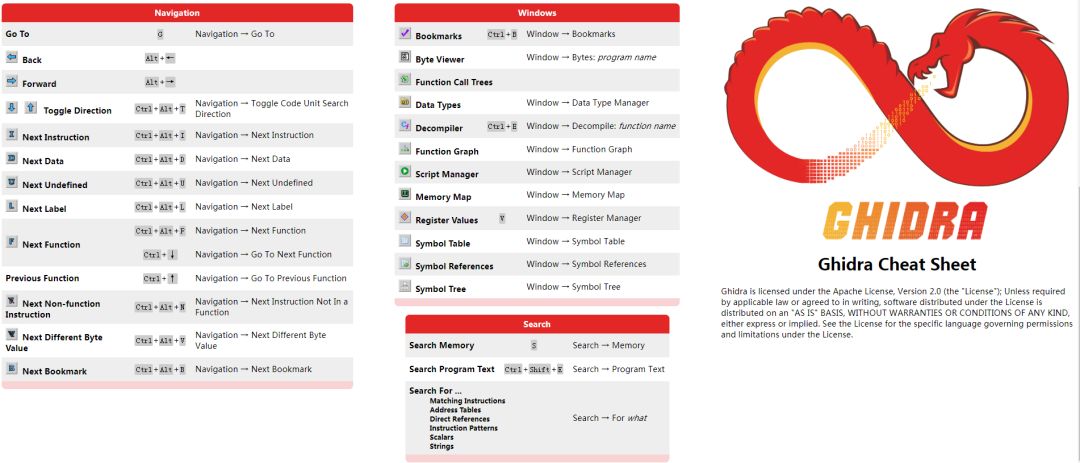 Navigation
Go To G Navigation → Go To
Back Alt+← 
Forward Alt+→
Toggle Direction Ctrl+Alt+T Navigation → Toggle Code Unit Search
Direction
Next Instruction Ctrl+Alt+I Navigation → Next Instruction
Next Data Ctrl+Alt+D Navigation → Next Data
Next Undefined Ctrl+Alt+U Navigation → Next Undefined
Next Label Ctrl+Alt+L Navigation → Next Label
Next Function Ctrl+Alt+F Navigation → Next Function
Ctrl+↓ Navigation → Go To Next Function
Previous Function Ctrl+↑ Navigation → Go To Previous Function
Next Non-function
Instruction Ctrl+Alt+N Navigation → Next Instruction Not In a
Function
Next Different Byte
Value Ctrl+Alt+V Navigation → Next Different Byte
Value
Next Bookmark Ctrl+Alt+B Navigation → Next Bookmark
Windows
Bookmarks Ctrl+B Window → Bookmarks
Byte Viewer Window → Bytes: program name
Function Call Trees
Data Types Window → Data Type Manager
Decompiler Ctrl+E Window → Decompile: function name
Function Graph Window → Function Graph
Script Manager Window → Script Manager
Memory Map Window → Memory Map
Register Values V Window → Register Manager
Symbol Table Window → Symbol Table
Symbol References Window → Symbol References
Symbol Tree Window → Symbol Tree
Search
Search Memory S Search → Memory
Search Program Text Ctrl+Shift+E Search → Program Text
Search For ...
Matching Instructions
Address Tables
Direct References
Instruction Patterns
Scalars
Strings
Search → For what
GHIDRA
Ghidra Cheat Sheet
Ghidra is licensed under the Apache License, Version 2.0 (the "License"); Unless required
by applicable law or agreed to in writing, software distributed under the License is
distributed on an "AS IS" BASIS, WITHOUT WARRANTIES OR CONDITIONS OF ANY KIND,
either express or implied. See the License for the specific language governing permissions
and limitations under the License.